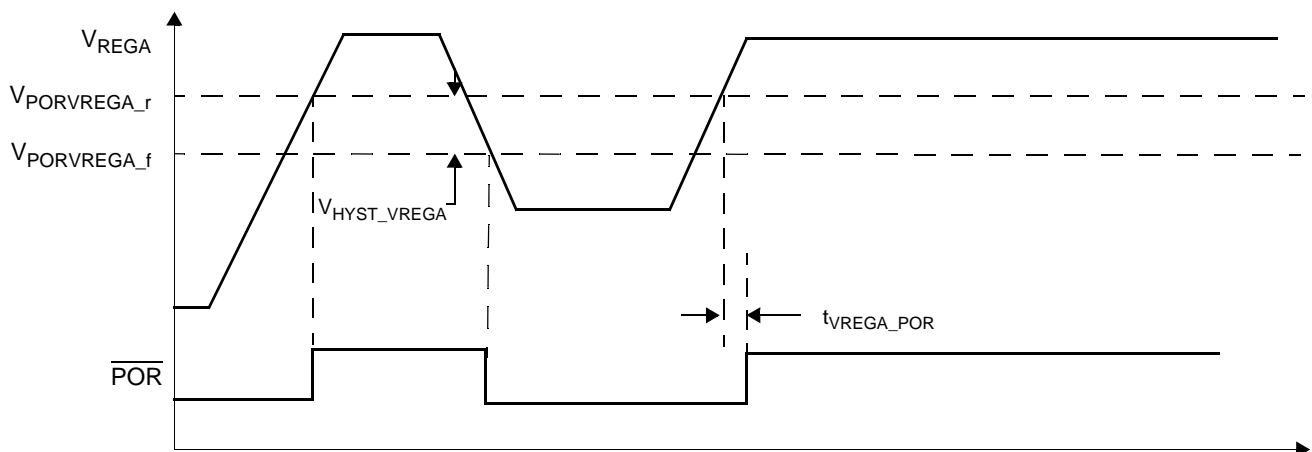 VREGA
VPORVREGA_r
VPORVREGA_f
VHYST_VREGA
tVREGA_POR
POR